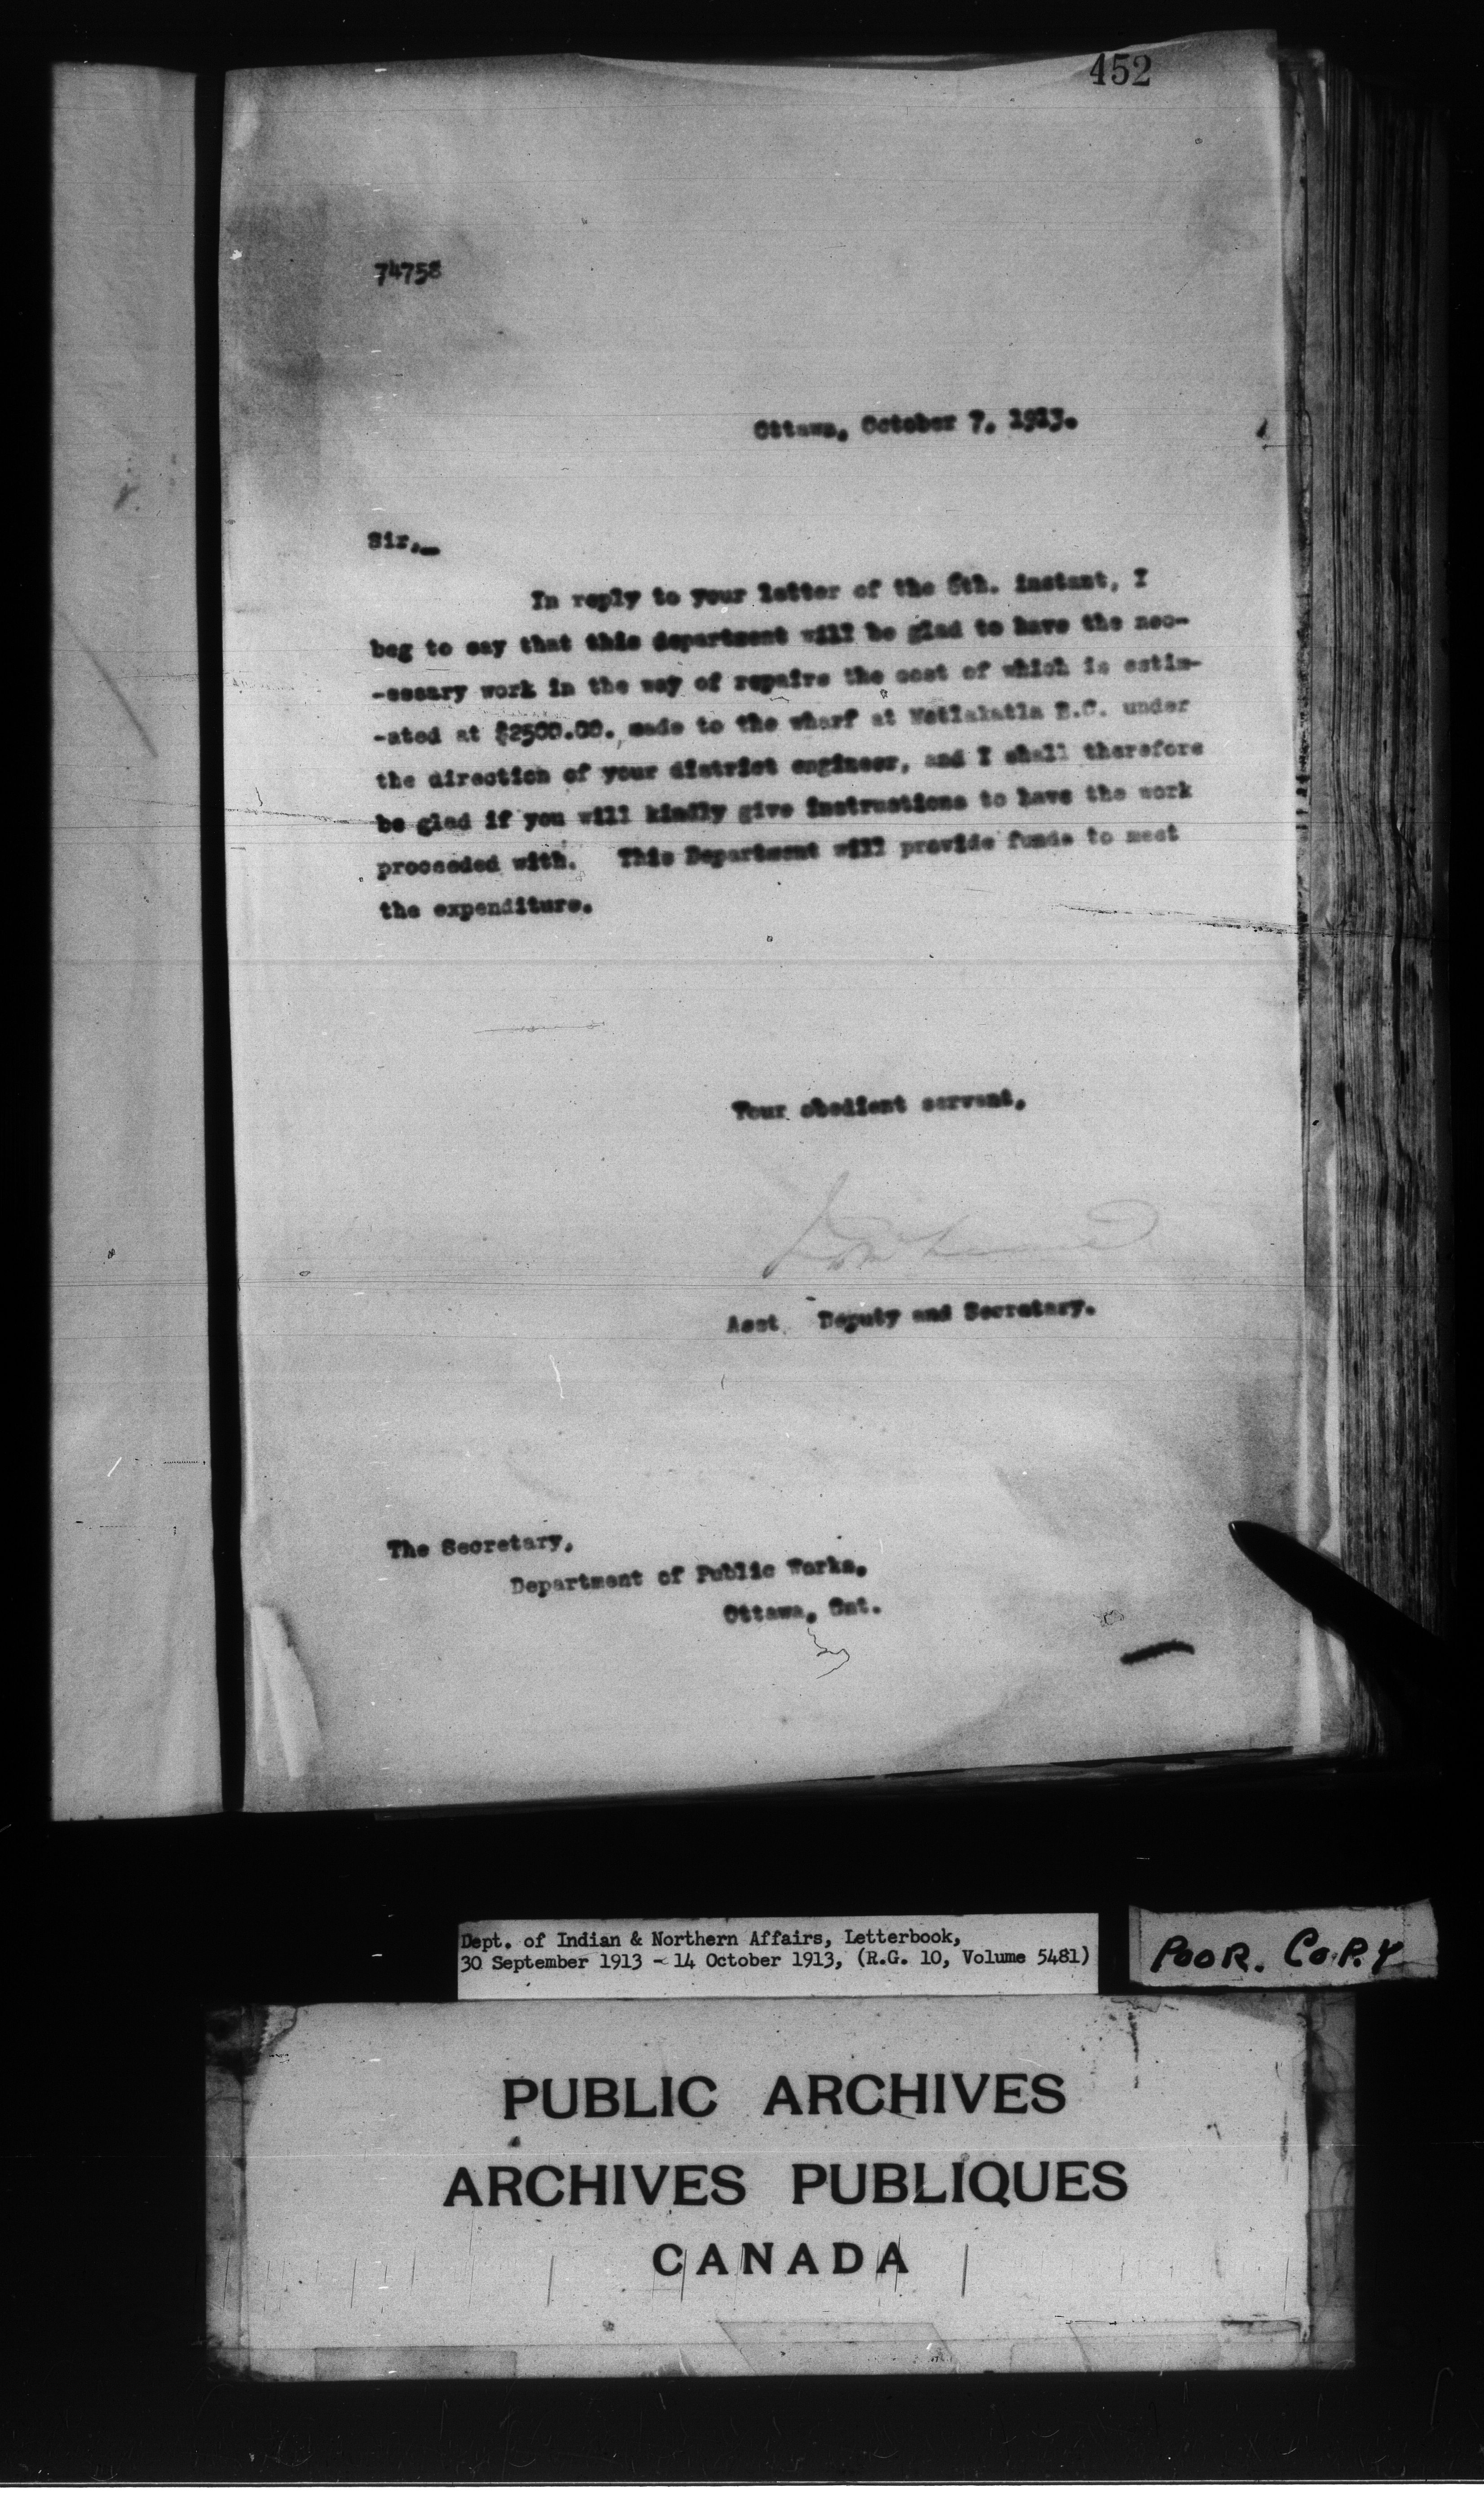 452
74758
Ottawa, October 7. 1913.
Sir,_
In reply to your letter of the 6th. instant, I
beg to say that this department will be glad to have the nec-
-essary work in the way of repairs the cost of which is estim-
-ated at $2500.00. made to the wharf at Metlakatla B.C. under
the direction of your district engineer, and I shall therefore
be glad if you will kindly give instructions to have the work
proceeded with. This Department will provide funds to meet
the expenditure.
Your obedient servant,
Asst Deputy and Secretary.
The Secretary,
Department of Public Works,
Ottawa, Ont.
Dept. of Indian & Northern Affairs, Letterbook,
30 September 1913 - 14 October 1913, (R.G. 10, Volume 5481)
POOR. COPY
PUBLIC ARCHIVES
ARCHIVES PUBLIQUES
CANADA